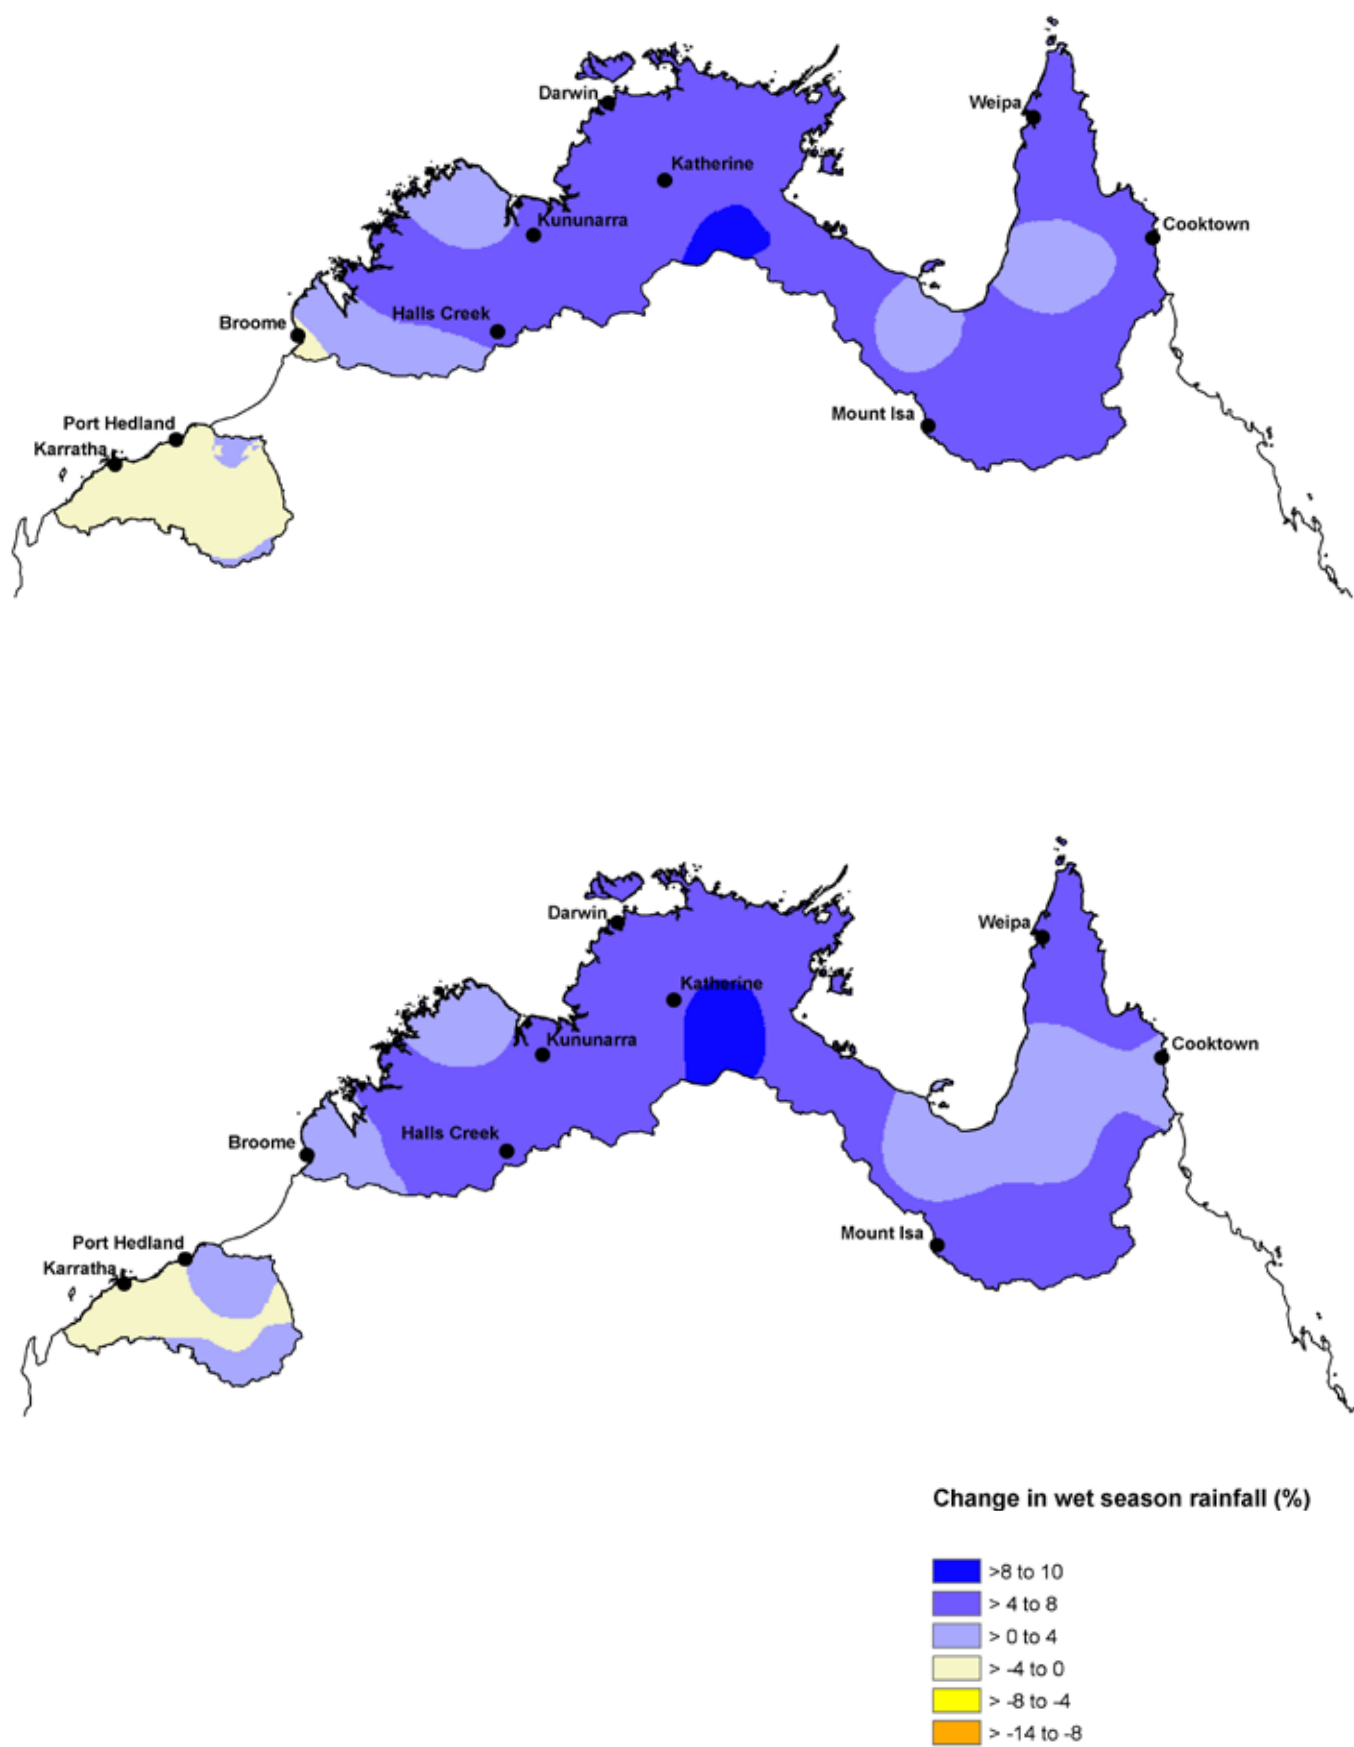 Darwin
Weipa
Katherine
Kununarra
Cooktown
Halls Creek
Broome
Mount Isa
Port Hedland
Karratha
Darwin
Weipa
Katherine
Kununarra
Cooktown
Halls Creek
Broome
Mount Isa
Port Hedland
Karratha
Change in wet season rainfall (%)
>8 to 10
> 4 to 8
> 0 to 4
> -4 to 0
> -8 to -4
> -14 to -8